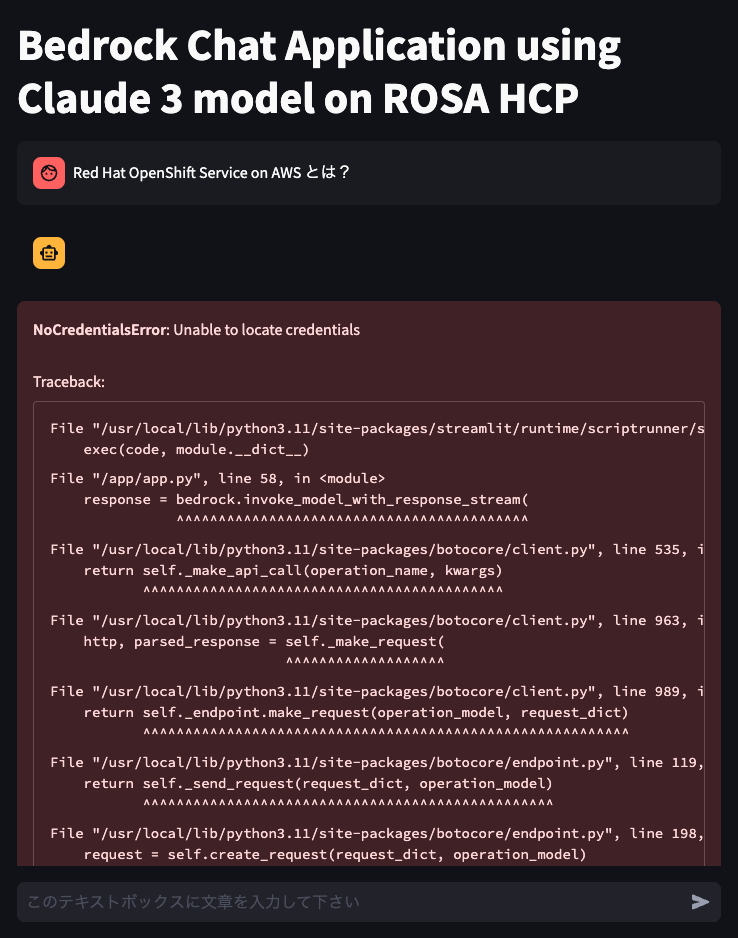 Bedrock Chat Application using
Claude 3 model on ROSA HCP
Red Hat OpenShift Service on AWS とは？
NoCredentialsError: Unable to locate credentials
Traceback:
File "/usr/local/lib/python3.11/site-packages/streamlit/runtime/scriptrunner/s
exec(code, module.__dict__)
File "/app/app.py", line 58, in <module>
response = bedrock.invoke_model_with_response_stream(
^^^^^^^^^^^^^^^^^^^^^^^^^^^^^^^^^^^^^^^^^^
File "/usr/local/lib/python3.11/site-packages/botocore/client.py", line 535, i
return self._make_api_call(operation_name, kwargs)
^^^^^^^^^^^^^^^^^^^^^^^^^^^^^^^^^^^^^^^^^^^
File "/usr/local/lib/python3.11/site-packages/botocore/client.py", line 963, i
http, parsed_response = self._make_request(
^^^^^^^^^^^^^^^^^^^
File "/usr/local/lib/python3.11/site-packages/botocore/client.py", line 989, i
return self._endpoint.make_request(operation_model, request_dict)
^^^^^^^^^^^^^^^^^^^^^^^^^^^^^^^^^^^^^^^^^^^^^^^^^^^^^^^^^^
File "/usr/local/lib/python3.11/site-packages/botocore/endpoint.py", line 119,
return self._send_request(request_dict, operation_model)
^^^^^^^^^^^^^^^^^^^^^^^^^^^^^^^^^^^^^^^^^^^^^^^^^
File "/usr/local/lib/python3.11/site-packages/botocore/endpoint.py", line 198,
request = self.create_request(request_dict, operation_model)
このテキストボックスに文章を入力して下さい